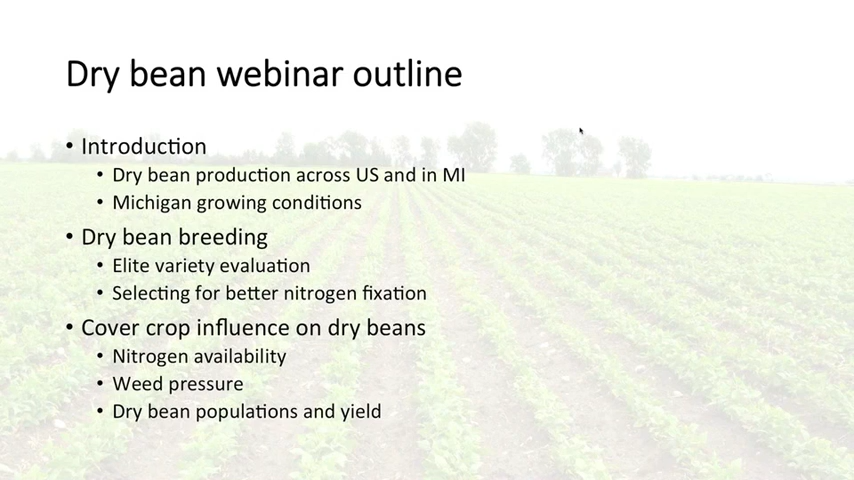 Dry bean webinar outline
• Introduction
• Dry bean production across US and in MI
• Michigan growing conditions
• Dry bean breeding
• Elite variety evaluation
• Selecting for better nitrogen fixation
• Cover crop influence on dry beans
• Nitrogen availability
• Weed pressure
• Dry bean populations and yield